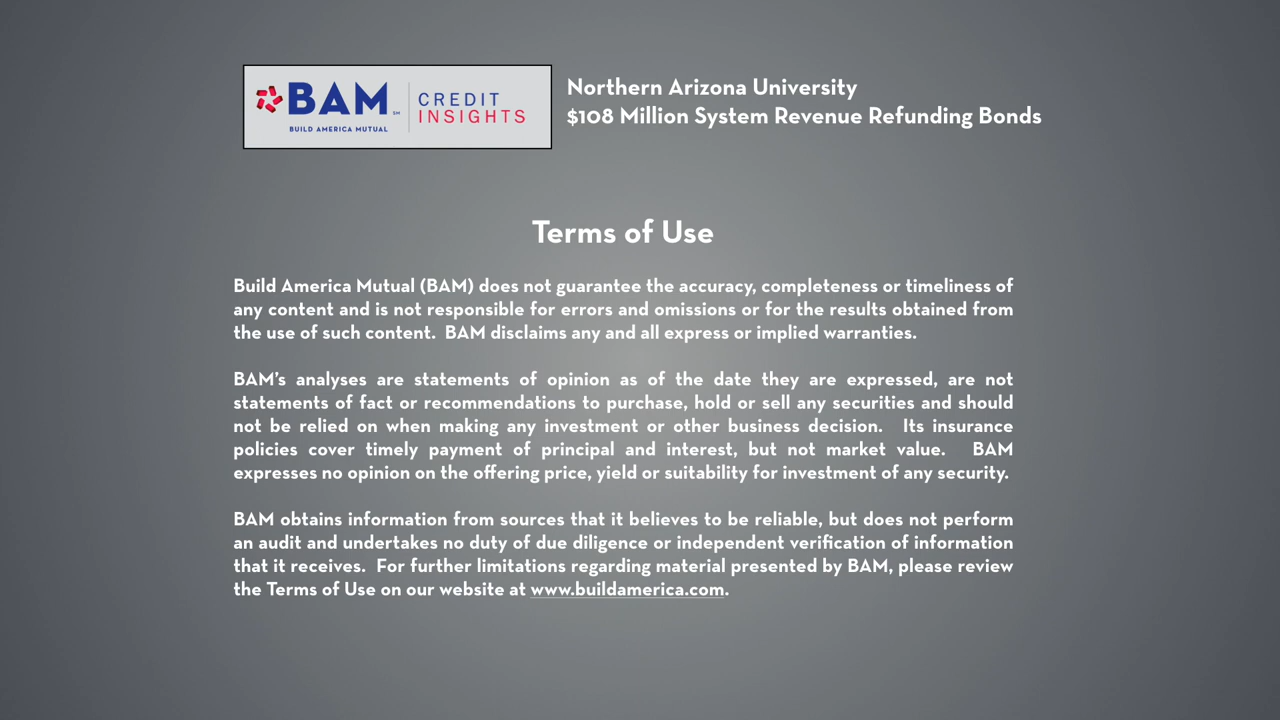 BAM SM
BUILD AMERICA MUTUAL
CREDIT
INSIGHTS
Northern Arizona University
$108 Million System Revenue Refunding Bonds
Terms of Use
Build America Mutual (BAM) does not guarantee the accuracy, completeness or timeliness of
any content and is not responsible for errors and omissions or for the results obtained from
the use of such content.  BAM disclaims any and all express or implied warranties.
BAM's analyses are statements of opinion as of the date they are expressed, are not
statements of fact or recommendations to purchase, hold or sell any securities and should
not be relied on when making any investment or other business decision.  Its insurance
policies cover timely payment of principal and interest, but not market value.  BAM
expresses no opinion on the offering price, yield or suitability for investment of any security.
BAM obtains information from sources that it believes to be reliable, but does not perform
an audit and undertakes no duty of due diligence or independent verification of information
that it receives.  For further limitations regarding material presented by BAM, please review
the Terms of Use on our website at www.buildamerica.com.